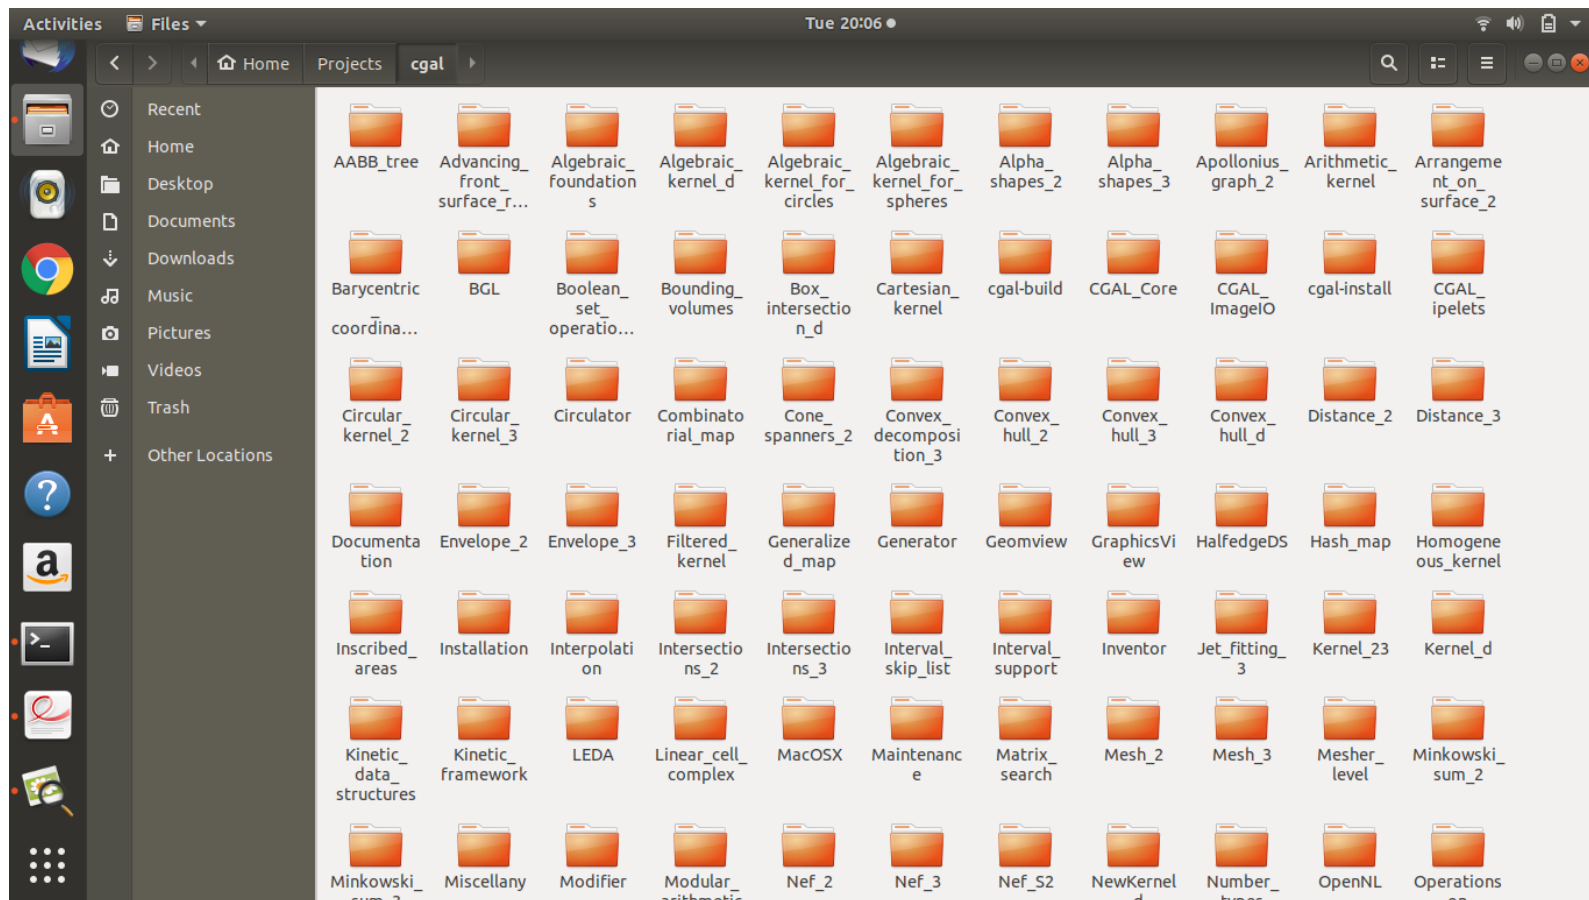 Activities Files Tue 20:06
Home Projects cgal
Recent
Home
Desktop
Documents
Downloads
Music
Pictures
Videos
Trash
Other Locations
AABB_tree Advancing_ Algebraic_ Algebraic_ Algebraic_ Algebraic_ Alpha_ Alpha_ Apollonius_ Arithmetic_ Arrangeme
front_ foundation kernel_d kernel_for_ kernel_for_ shapes_2 shapes_3 graph_2 kernel nt_on_
surface_r... s circles spheres surface_2
Barycentric BGL Boolean_ Bounding_ Box_ Cartesian_ cgal-build CGAL_Core CGAL_ cgal-install CGAL_
_ set_ volumes intersectio kernel ImageIO ipelets
coordina... operatio... n_d
Circular_ Circular_ Circulator Combinato Cone_ Convex_ Convex_ Convex_ Convex_ Distance_2 Distance_3
kernel_2 kernel_3 rial_map spanners_2 decomposi hull_2 hull_3 hull_d
tion_3
Documenta Envelope_2 Envelope_3 Filtered_ Generalize Generator Geomview GraphicsVi HalfedgeDS Hash_map Homogene
tion kernel d_map ew ous_kernel
Inscribed_ Installation Interpolati Intersectio Intersectio Interval_ Interval_ Inventor Jet_fitting_ Kernel_23 Kernel_d
areas on ns_2 ns_3 skip_list support 3
Kinetic_ Kinetic_ LEDA Linear_cell_ MacOSX Maintenanc Matrix_ Mesh_2 Mesh_3 Mesher_ Minkowski_
data_ framework complex e search level sum_2
structures
Minkowski_ Miscellany Modifier Modular_ Nef_2 Nef_3 Nef_S2 NewKernel Number_ OpenNL Operations